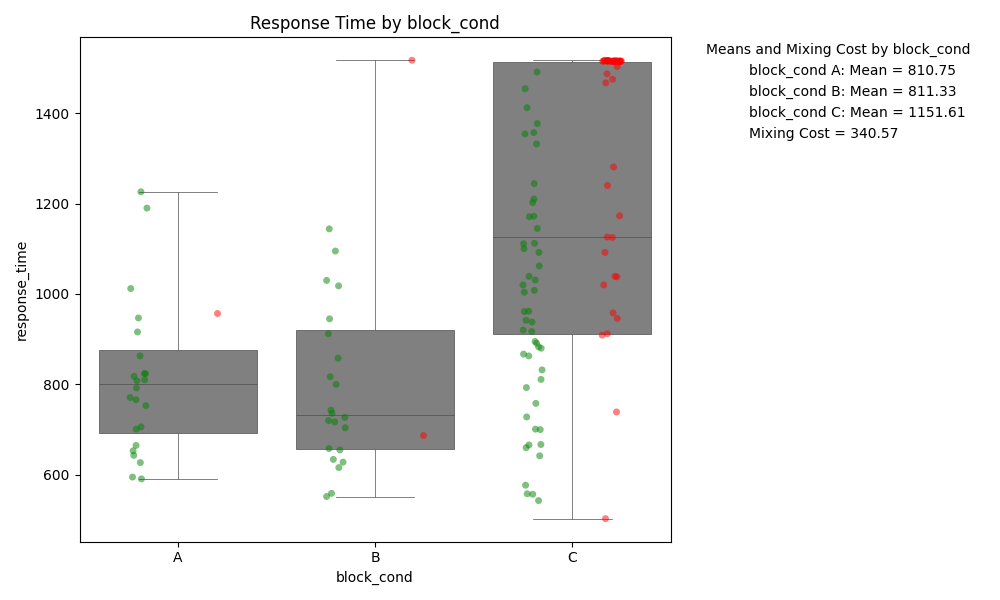 Response Time by block_cond
Means and Mixing Cost by block_cond
block_cond A: Mean = 810.75
block_cond B: Mean = 811.33
block_cond C: Mean = 1151.61
Mixing Cost = 340.57
response_time
1400
1200
1000
800
600
A
B
C
block_cond